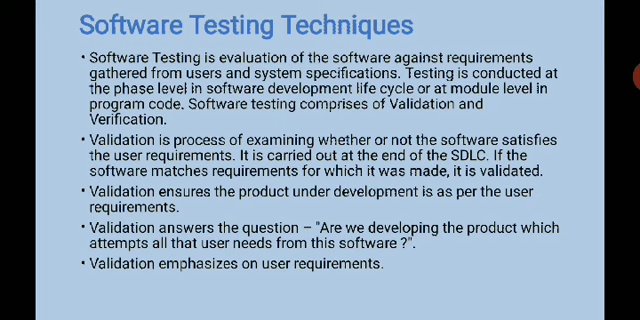 Software Testing Techniques
• Software Testing is evaluation of the software against requirements
gathered from users and system specifications. Testing is conducted at
the phase level in software development life cycle or at module level in
program code. Software testing comprises of Validation and
Verification.
• Validation is process of examining whether or not the software satisfies
the user requirements. It is carried out at the end of the SDLC. If the
software matches requirements for which it was made, it is validated.
• Validation ensures the product under development is as per the user
requirements.
• Validation answers the question – "Are we developing the product which
attempts all that user needs from this software ?".
• Validation emphasizes on user requirements.